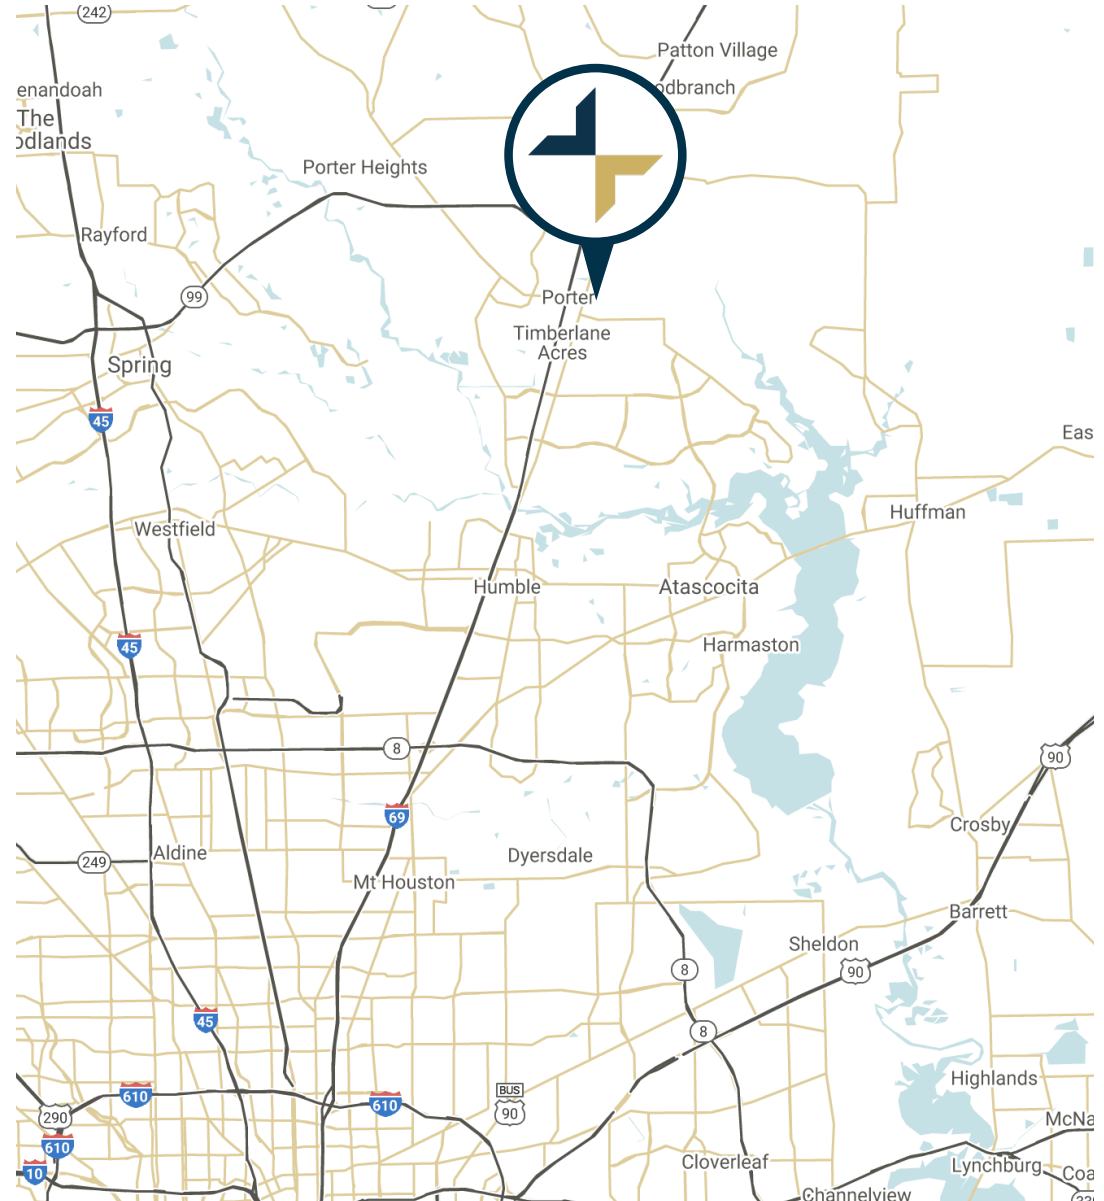 242
Patton Village
enandoah
odbranch
The
odlands
Porter Heights
Rayford
99
Porter
Timberlane
Acres
Spring
45
Eas
Huffman
Westfield
Humble
Atascocita
45
Harmaston
8
90
69
Crosby
Aldine
249
Dyersdale
Mt Houston
Barrett
Sheldon
8
90
45
8
Highlands
610
BUS
90
610
290
McNa
610
Cloverleaf
Lynchburg
10
Coa
Channelview